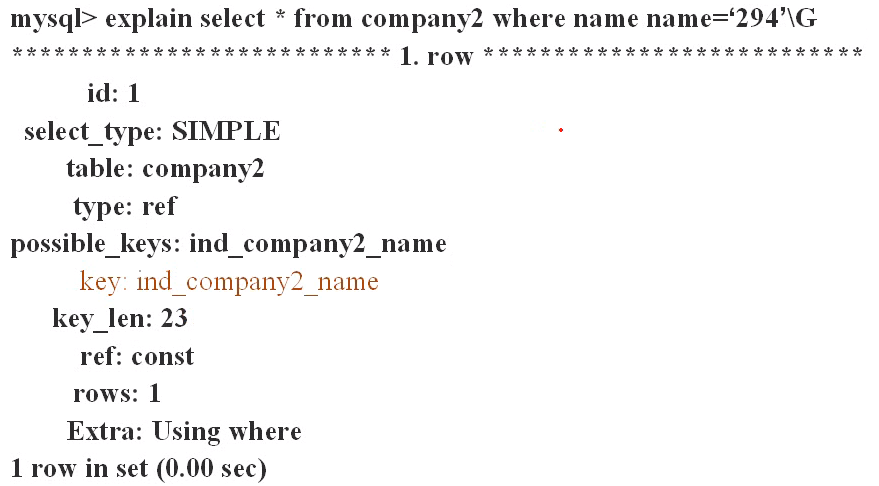 mysql> explain select * from company2 where name name=‘294’\G
*************************** 1. row ***************************
id: 1
select_type: SIMPLE
table: company2
type: ref
possible_keys: ind_company2_name
key: ind_company2_name
key_len: 23
ref: const
rows: 1
Extra: Using where
1 row in set (0.00 sec)